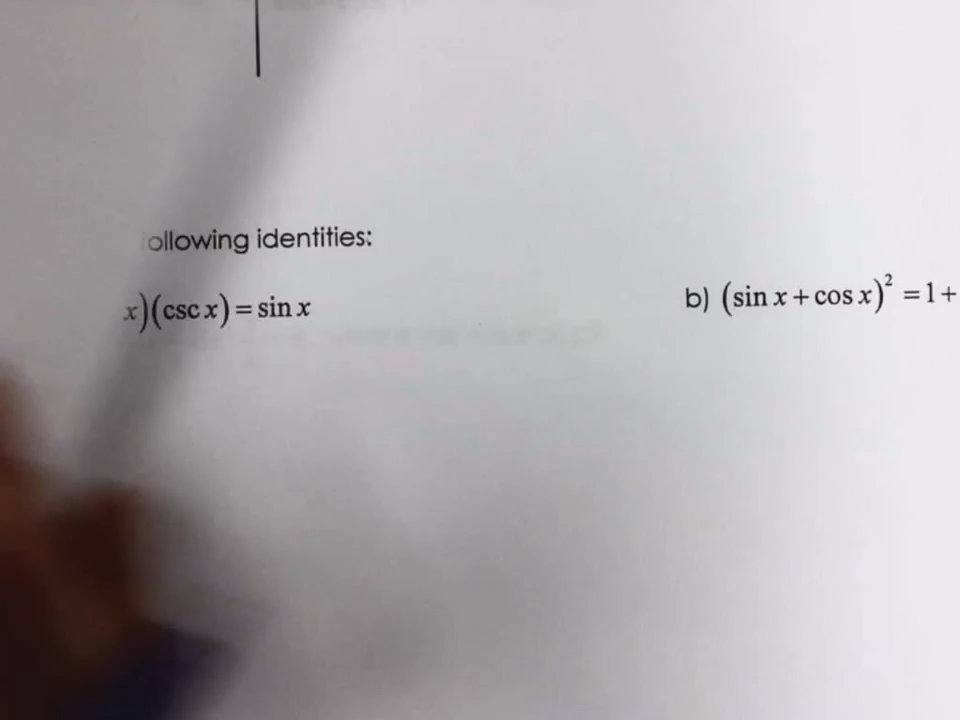 ollowing identities:
x)(csc x) = sin x
b) (sin x + cos x)² = 1 +